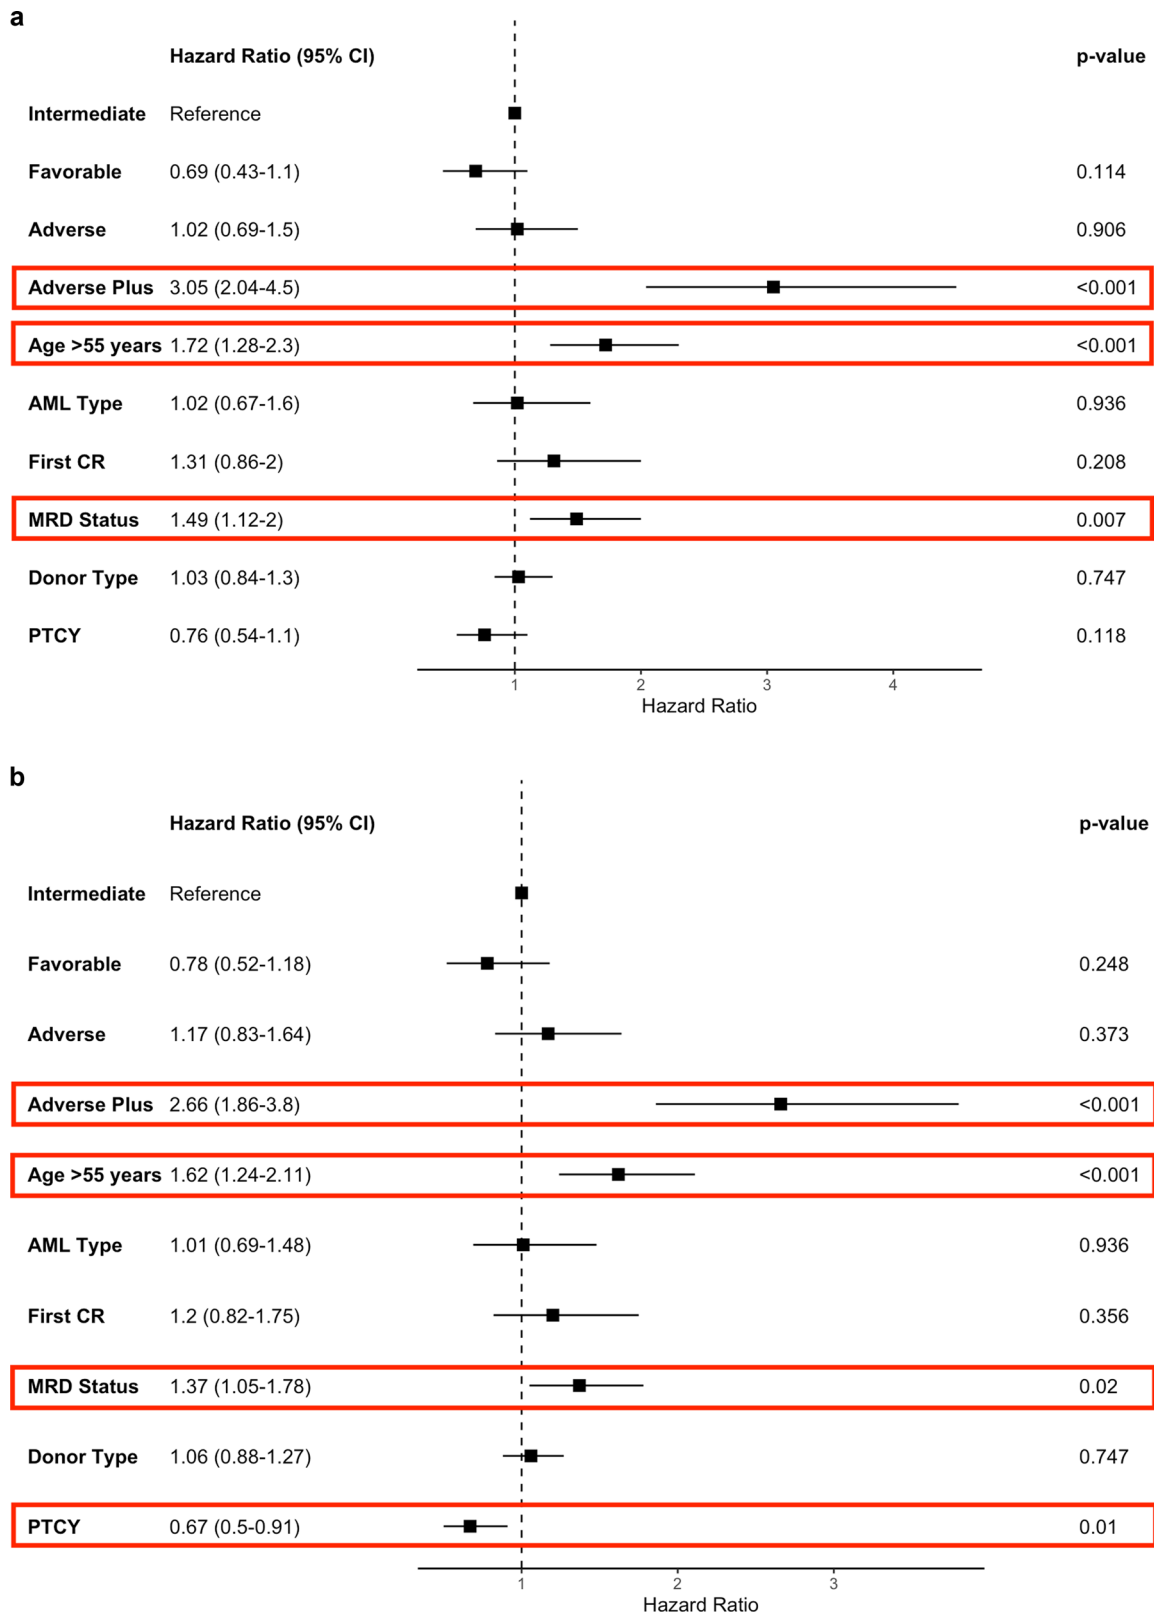 a
Hazard Ratio (95% CI) p-value
Intermediate Reference
Favorable 0.69 (0.43-1.1) 0.114
Adverse 1.02 (0.69-1.5) 0.906
Adverse Plus 3.05 (2.04-4.5) <0.001
Age >55 years 1.72 (1.28-2.3) <0.001
AML Type 1.02 (0.67-1.6) 0.936
First CR 1.31 (0.86-2) 0.208
MRD Status 1.49 (1.12-2) 0.007
Donor Type 1.03 (0.84-1.3) 0.747
PTCY 0.76 (0.54-1.1) 0.118
1 2 3 4
Hazard Ratio
b
Hazard Ratio (95% CI) p-value
Intermediate Reference
Favorable 0.78 (0.52-1.18) 0.248
Adverse 1.17 (0.83-1.64) 0.373
Adverse Plus 2.66 (1.86-3.8) <0.001
Age >55 years 1.62 (1.24-2.11) <0.001
AML Type 1.01 (0.69-1.48) 0.936
First CR 1.2 (0.82-1.75) 0.356
MRD Status 1.37 (1.05-1.78) 0.02
Donor Type 1.06 (0.88-1.27) 0.747
PTCY 0.67 (0.5-0.91) 0.01
1 2 3
Hazard Ratio